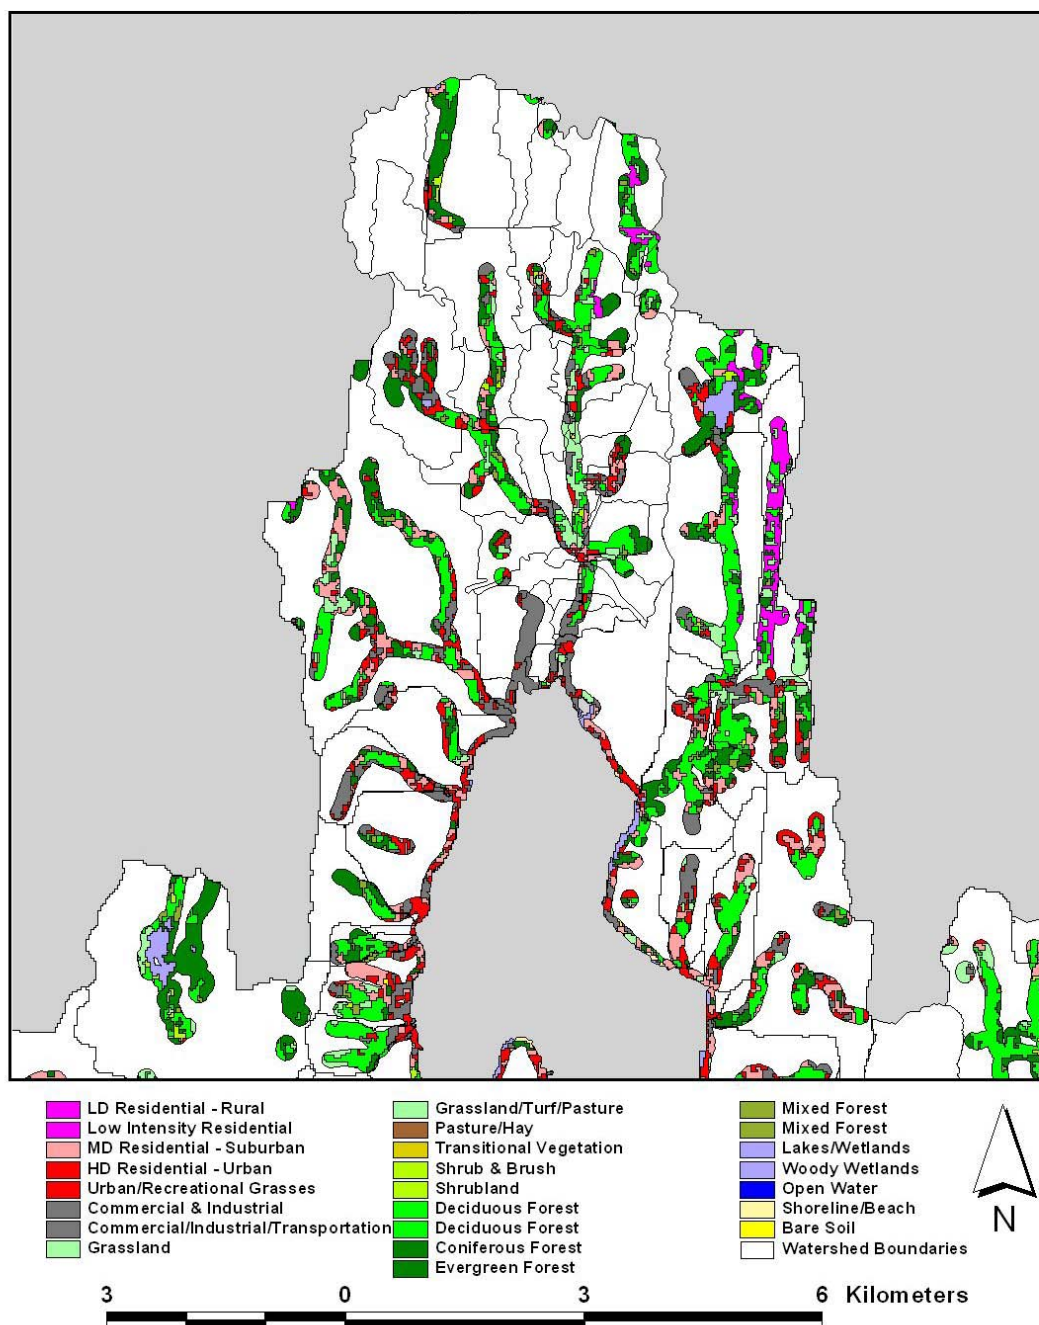 LD Residential - Rural
Low Intensity Residential
MD Residential - Suburban
HD Residential - Urban
Urban/Recreational Grasses
Commercial & Industrial
Commercial/Industrial/Transportation
Grassland
Grassland/Turf/Pasture
Pasture/Hay
Transitional Vegetation
Shrub & Brush
Shrubland
Deciduous Forest
Deciduous Forest
Coniferous Forest
Evergreen Forest
Mixed Forest
Mixed Forest
Lakes/Wetlands
Woody Wetlands
Open Water
Shoreline/Beach
Bare Soil
Watershed Boundaries
N
3 0 3 6 Kilometers